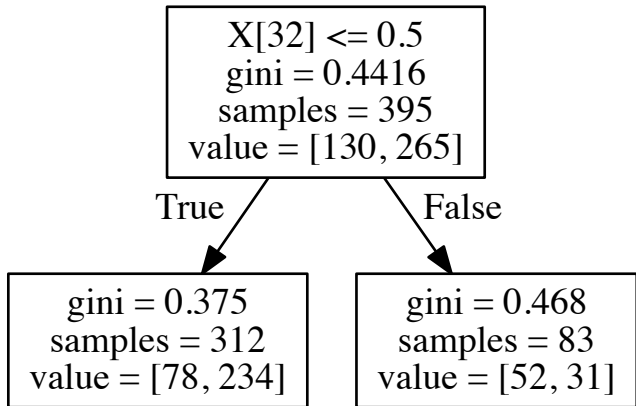 X[32] <= 0.5
gini = 0.4416
samples = 395
value = [130, 265]
True
False
gini = 0.375
samples = 312
value = [78, 234]
gini = 0.468
samples = 83
value = [52, 31]